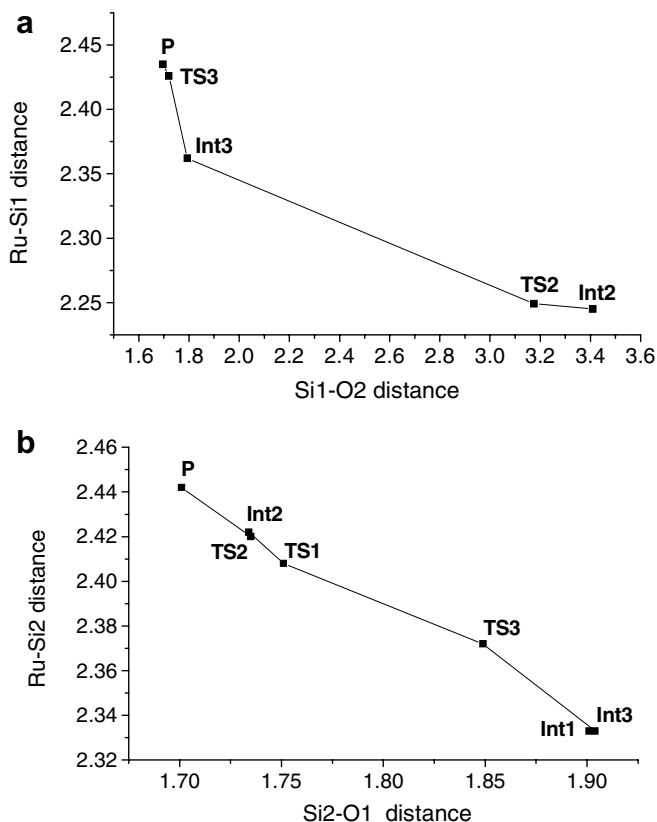 a
2.45
2.40
2.35
2.30
2.25
Ru-Si1 distance
P
TS3
Int3
TS2
Int2
1.6 1.8 2.0 2.2 2.4 2.6 2.8 3.0 3.2 3.4 3.6
Si1-O2 distance
b
2.46
2.44
2.42
2.40
2.38
2.36
2.34
2.32
Ru-Si2 distance
P
Int2
TS2
TS1
TS3
Int1
Int3
1.70 1.75 1.80 1.85 1.90
Si2-O1 distance